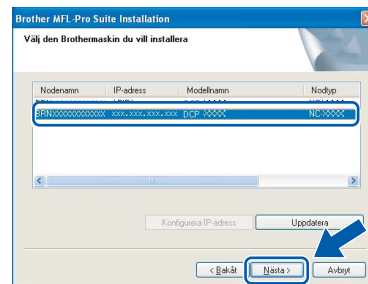 Brother MFL-Pro Suite Installation
Välj den Brothermaskin du vill installera
Nodenamn IP-adress Modellnamn Nodtyp
BRNXXXXXXXXXXXX xxx.xxx.xxx.xxx DCP-XXXX NC-XXXX
Konfigurera IP-adress Uppdatera
< Bakåt Nästa > Avbryt